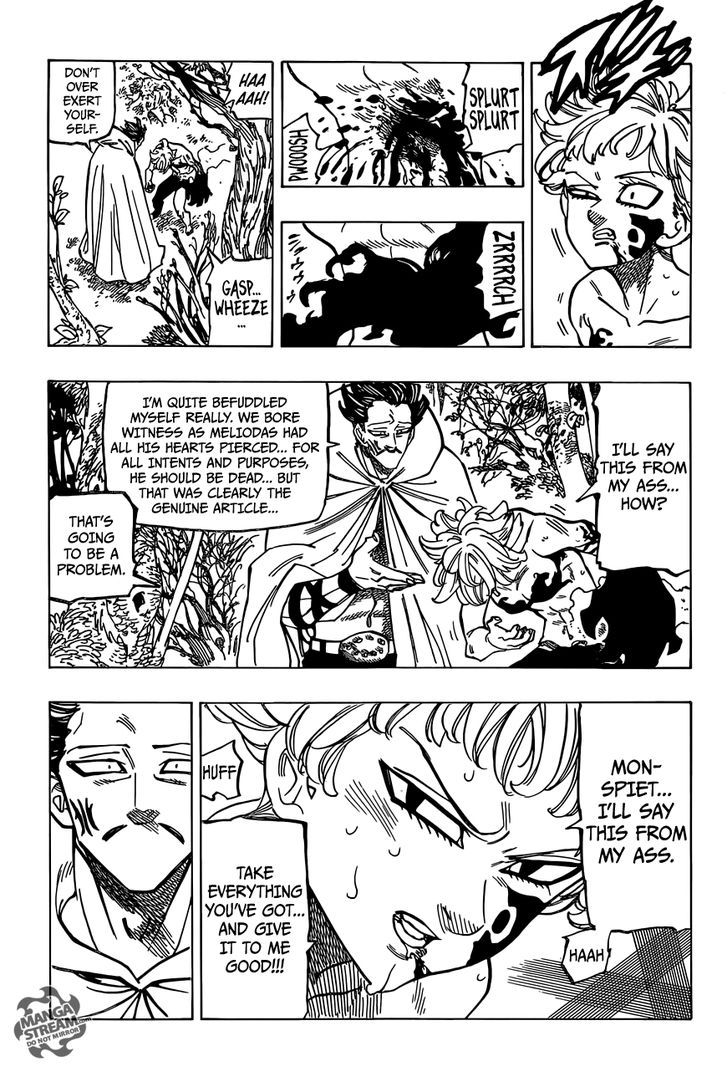 SPLURT
SPLURT
PWOOOSH
ZRRRRCH
HAA
AAH!
DON'T
OVER
EXERT
YOUR-
SELF.
GASP...
WHEEZE
...
I'LL SAY
THIS FROM
MY ASS...
HOW?
I'M QUITE BEFUDDLED
MYSELF REALLY. WE BORE
WITNESS AS MELIODAS HAD
ALL HIS HEARTS PIERCED... FOR
ALL INTENTS AND PURPOSES,
HE SHOULD BE DEAD... BUT
THAT WAS CLEARLY THE
GENUINE ARTICLE...
THAT'S
GOING
TO BE A
PROBLEM.
MON-
SPIET...
I'LL SAY
THIS FROM
MY ASS.
HAAH
HUFF
TAKE
EVERYTHING
YOU'VE GOT...
AND GIVE
IT TO ME
GOOD!!!
MANGA
STREAM.COM
DO NOT MIRROR